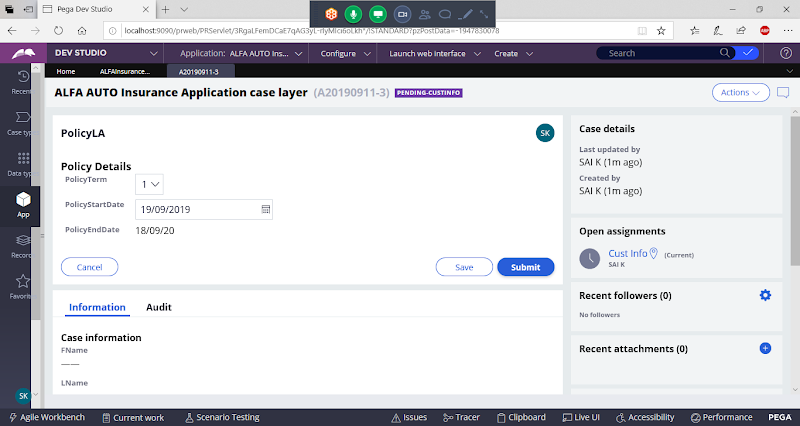 Pega Dev Studio
localhost:9090/prweb/PRServlet/3RgaLFemDCaE7qAG3yL-rlyMlci6oLkh*/!STANDARD?pzPostData=-1947830078
DEV STUDIO
Application: ALFA AUTO Ins...
Configure
Launch web interface
Create
Search
Home
ALFAInsurance...
A20190911-3
ALFA AUTO Insurance Application case layer (A20190911-3) PENDING-CUSTINFO
Actions
Recent
Case typ
Data typ
App
Record
Favorite
SK
PolicyLA
SK
Policy Details
PolicyTerm 1
PolicyStartDate 19/09/2019
PolicyEndDate 18/09/20
Cancel
Save
Submit
Information
Audit
Case information
FName
LName
Case details
Last updated by
SAI K (1m ago)
Created by
SAI K (1m ago)
Open assignments
Cust Info (Current)
SAI K
Recent followers (0)
No followers
Recent attachments (0)
Agile Workbench
Current work
Scenario Testing
Issues
Tracer
Clipboard
Live UI
Accessibility
Performance
PEGA